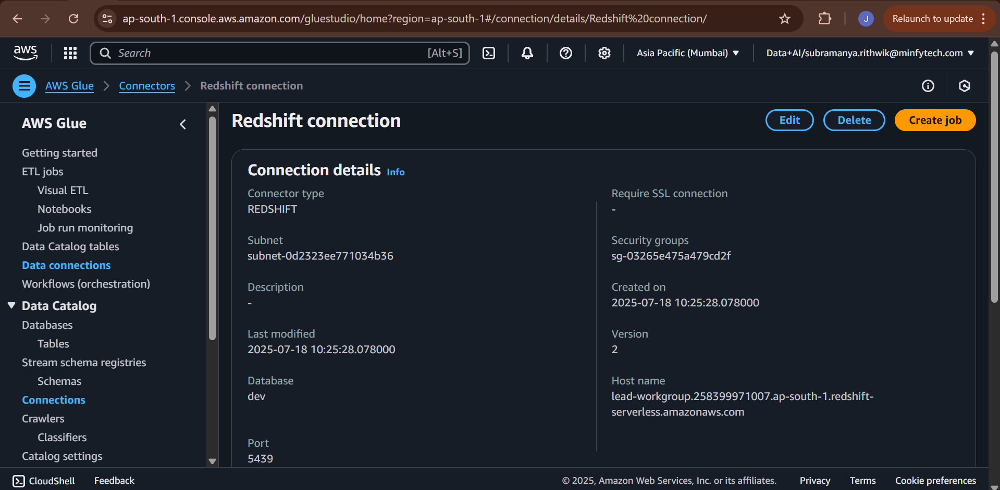 ap-south-1.console.aws.amazon.com/gluestudio/home?region=ap-south-1#/connection/details/Redshift%20connection/
J
Relaunch to update
aws
Search
[Alt+S]
Asia Pacific (Mumbai)
Data+AI/subramanya.rithwik@minfytech.com
AWS Glue
Connectors
Redshift connection
AWS Glue
Getting started
ETL jobs
Visual ETL
Notebooks
Job run monitoring
Data Catalog tables
Data connections
Workflows (orchestration)
Data Catalog
Databases
Tables
Stream schema registries
Schemas
Connections
Crawlers
Classifiers
Catalog settings
Redshift connection
Edit
Delete
Create job
Connection details Info
Connector type
REDSHIFT
Require SSL connection
-
Subnet
subnet-0d2323ee771034b36
Security groups
sg-03265e475a479cd2f
Description
-
Created on
2025-07-18 10:25:28.078000
Last modified
2025-07-18 10:25:28.078000
Version
2
Database
dev
Host name
lead-workgroup.258399971007.ap-south-1.redshift-
serverless.amazonaws.com
Port
5439
CloudShell
Feedback
© 2025, Amazon Web Services, Inc. or its affiliates.
Privacy
Terms
Cookie preferences